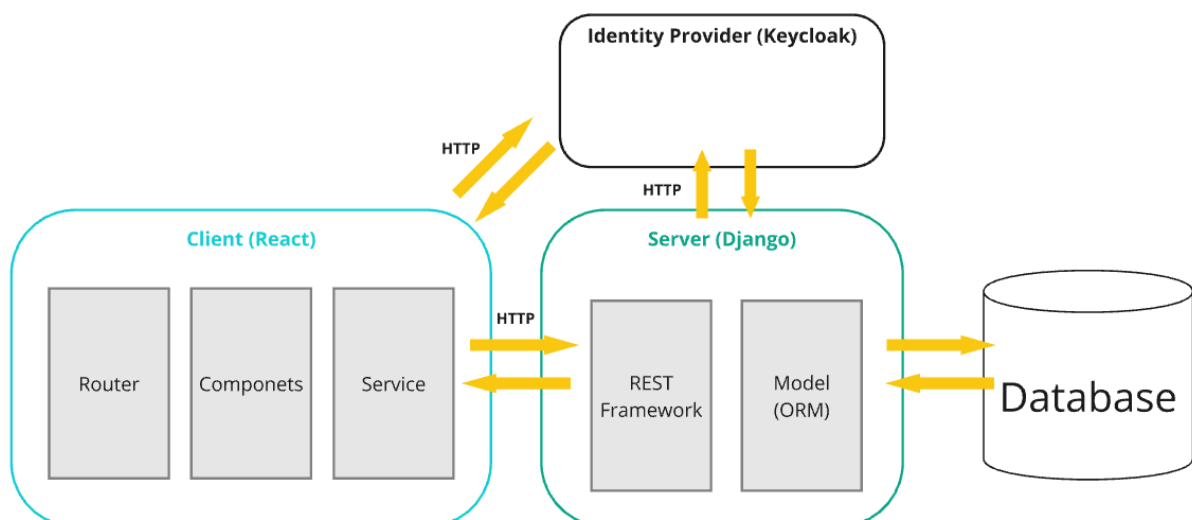 Identity Provider (Keycloak)
HTTP
HTTP
Client (React)
Server (Django)
HTTP
Router
Componets
Service
REST
Framework
Model
(ORM)
Database